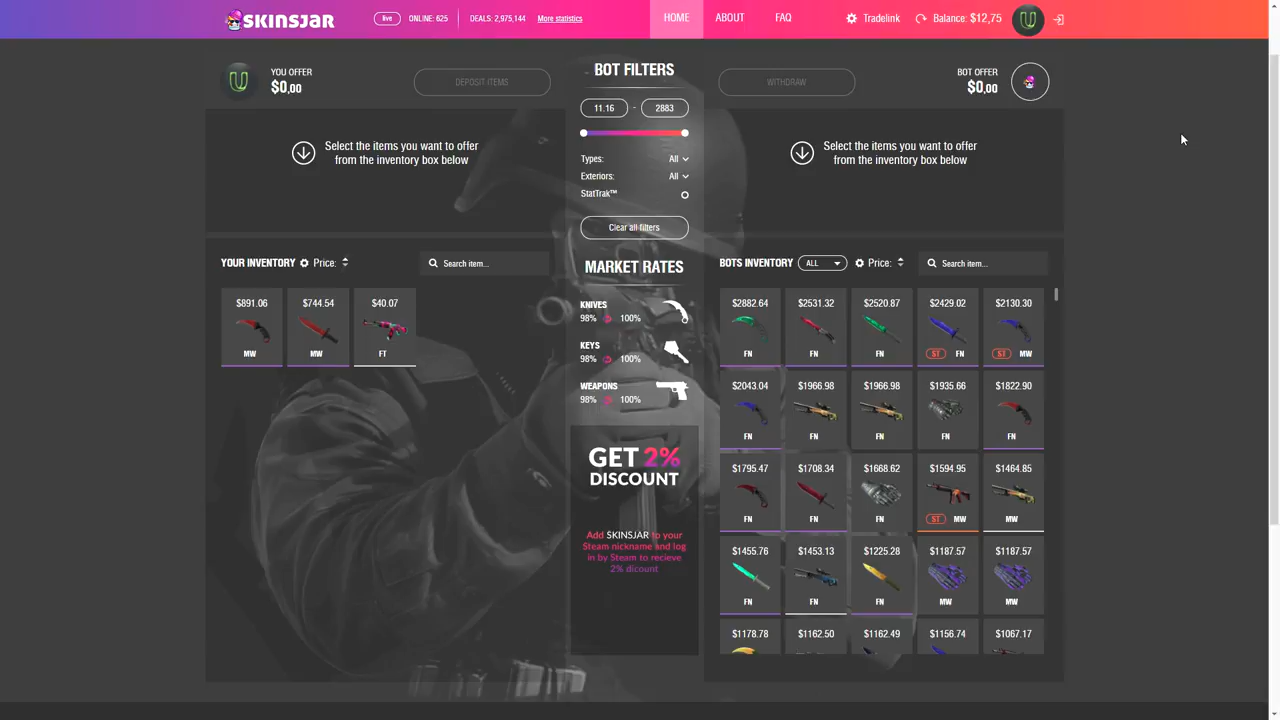 SKINSJAR
live ONLINE: 625 DEALS: 2,975,144 More statistics
HOME ABOUT FAQ
Tradelink Balance: $12,75
YOU OFFER
$0,00
DEPOSIT ITEMS
Select the items you want to offer
from the inventory box below
BOT FILTERS
11.16 - 2883
Types: All
Exteriors: All
StatTrak™
Clear all filters
WITHDRAW
BOT OFFER
$0,00
Select the items you want to offer
from the inventory box below
YOUR INVENTORY Price: Search item...
$891.06 $744.54 $40.07
MW MW FT
MARKET RATES
KNIVES
98% 100%
KEYS
98% 100%
WEAPONS
98% 100%
GET 2%
DISCOUNT
Add SKINSJAR to your
Steam nickname and log
in by Steam to recieve
2% dicount
BOTS INVENTORY ALL Price: Search item...
$2882.64 $2531.32 $2520.87 $2429.02 $2130.30
FN FN FN ST FN ST MW
$2043.04 $1966.98 $1966.98 $1935.66 $1822.90
FN FN FN FN FN
$1795.47 $1708.34 $1668.62 $1594.95 $1464.85
FN FN FN ST MW MW
$1455.76 $1453.13 $1225.28 $1187.57 $1187.57
FN FN FN MW MW
$1178.78 $1162.50 $1162.49 $1156.74 $1067.17